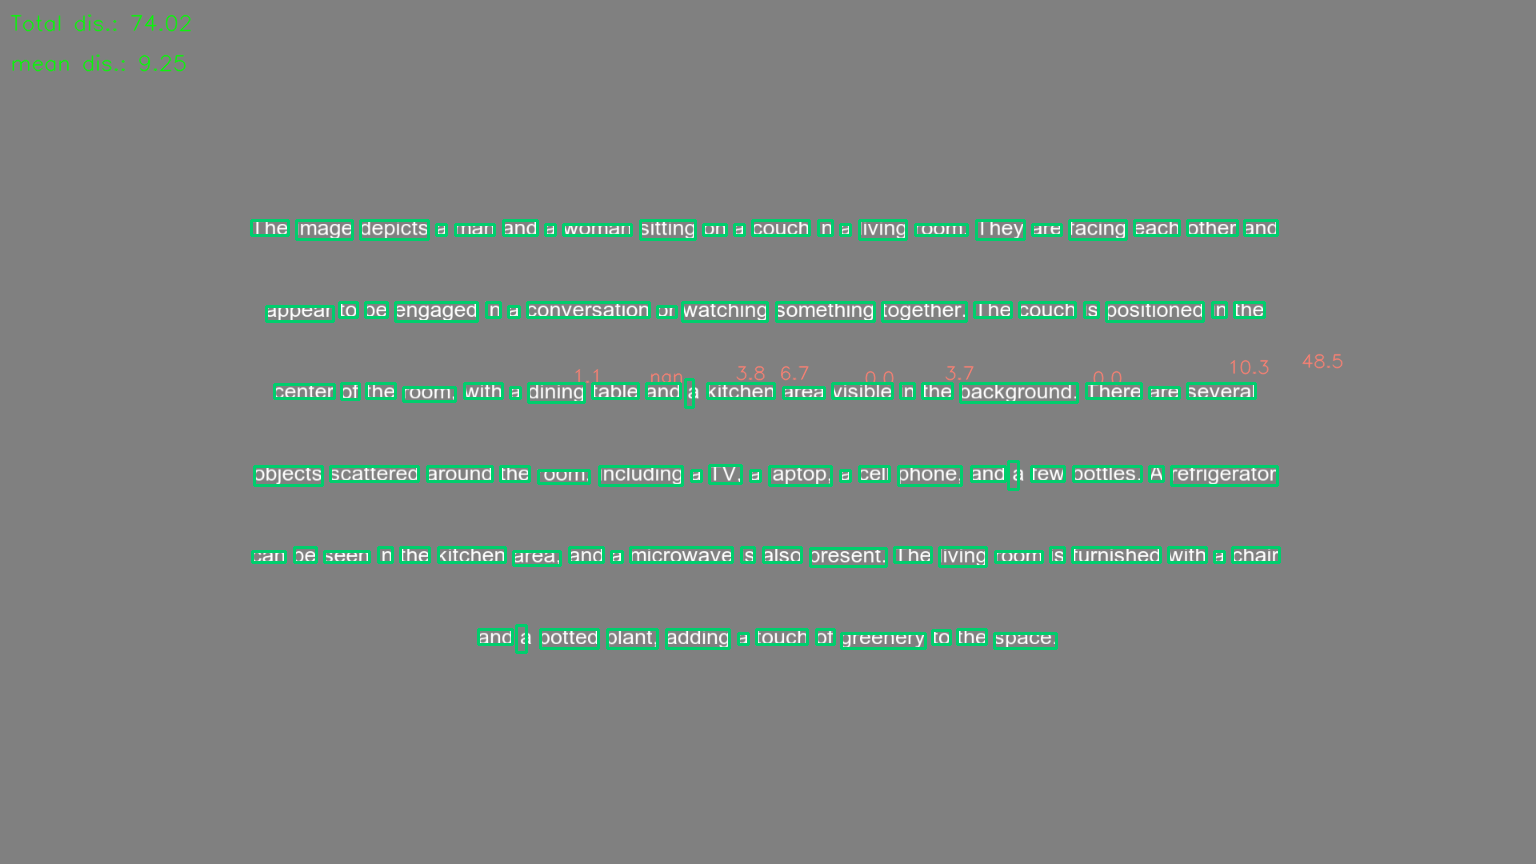 Total dis.: 74.02
mean dis.: 9.25
The image depicts a man and a woman sitting on a couch in a living room. They are facing each other and
appear to be engaged in a conversation or watching something together. The couch is positioned in the
1.1 nan 3.8 6.7 0.0 3.7 0.0 10.3 48.5
center of the room, with a dining table and a kitchen area visible in the background. There are several
objects scattered around the room, including a TV, a laptop, a cell phone, and a few bottles. A refrigerator
can be seen in the kitchen area, and a microwave is also present. The living room is furnished with a chair
and a potted plant, adding a touch of greenery to the space.